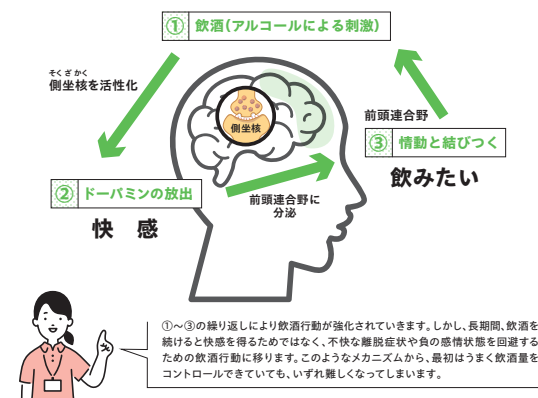 ① 飲酒(アルコールによる刺激)
そくざかく
側坐核を活性化
側坐核
前頭連合野
③ 情動と結びつく
飲みたい
② ドーパミンの放出
快 感
前頭連合野に
分泌
①～③の繰り返しにより飲酒行動が強化されていきます。しかし、長期間、飲酒を
続けると快感を得るためではなく、不快な離脱症状や負の感情状態を回避する
ための飲酒行動に移ります。このようなメカニズムから、最初はうまく飲酒量を
コントロールできていても、いずれ難しくなってしまいます。